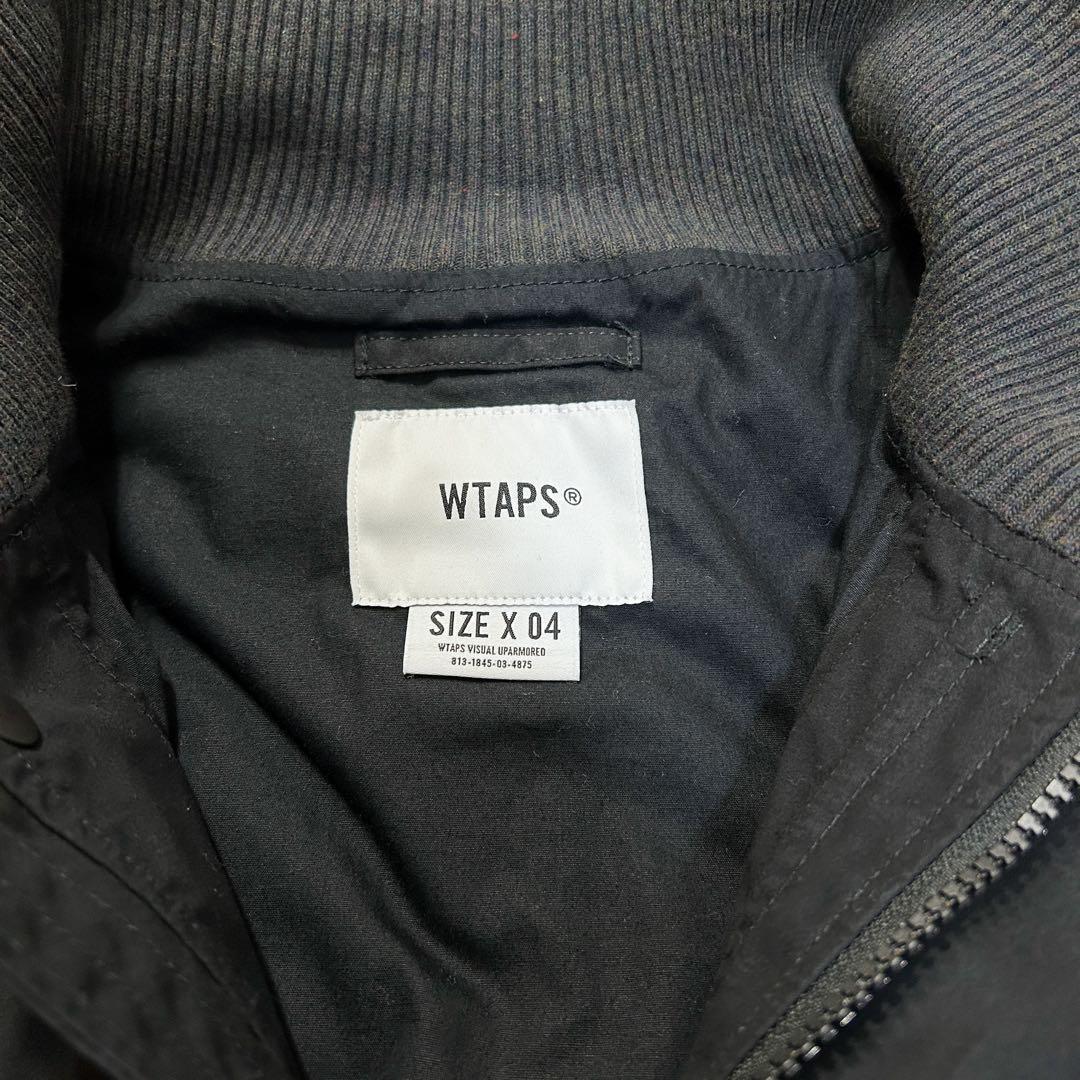 WTAPS®
SIZE X 04
WTAPS VISUAL UPARMORED
813-1845-03-4875